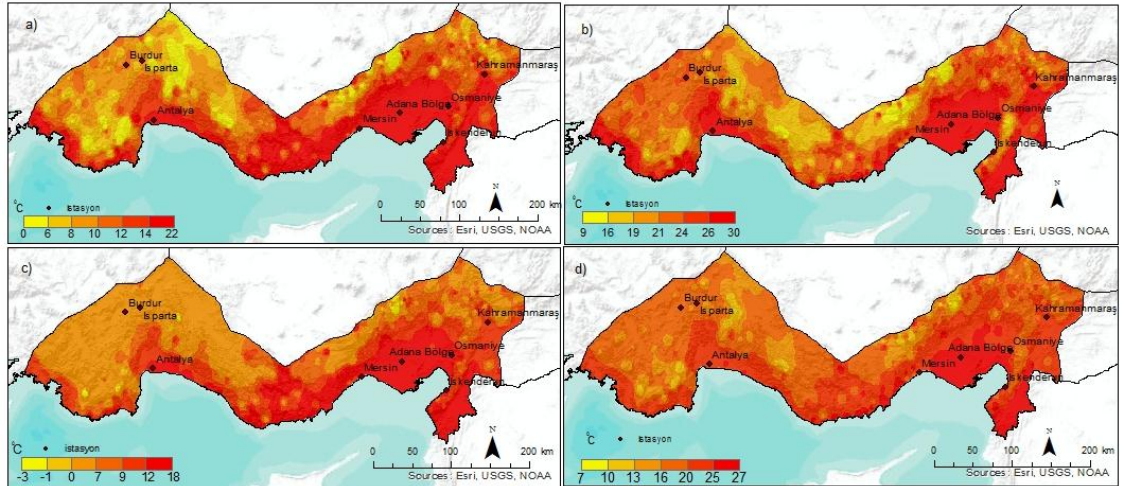 a)
Burdur
Isparta
Antalya
Kahramanmaraş
Adana Bölge
Osmaniye
Mersin
İskenderun
°C
istasyon
0 6 8 10 12 14 22
N
0 50 100 200 km
Sources: Esri, USGS, NOAA
b)
Burdur
Isparta
Antalya
Kahramanmaraş
Adana Bölge
Osmaniye
Mersin
İskenderun
°C
istasyon
9 16 19 21 24 26 30
N
0 50 100 200 km
Sources: Esri, USGS, NOAA
c)
Burdur
Isparta
Antalya
Kahramanmaraş
Adana Bölge
Osmaniye
Mersin
İskenderun
°C
istasyon
-3 -1 0 7 9 12 18
N
0 50 100 200 km
Sources: Esri, USGS, NOAA
d)
Burdur
Isparta
Antalya
Kahramanmaraş
Adana Bölge
Osmaniye
Mersin
İskenderun
°C
istasyon
7 10 13 16 20 25 27
N
0 50 100 200 km
Sources: Esri, USGS, NOAA